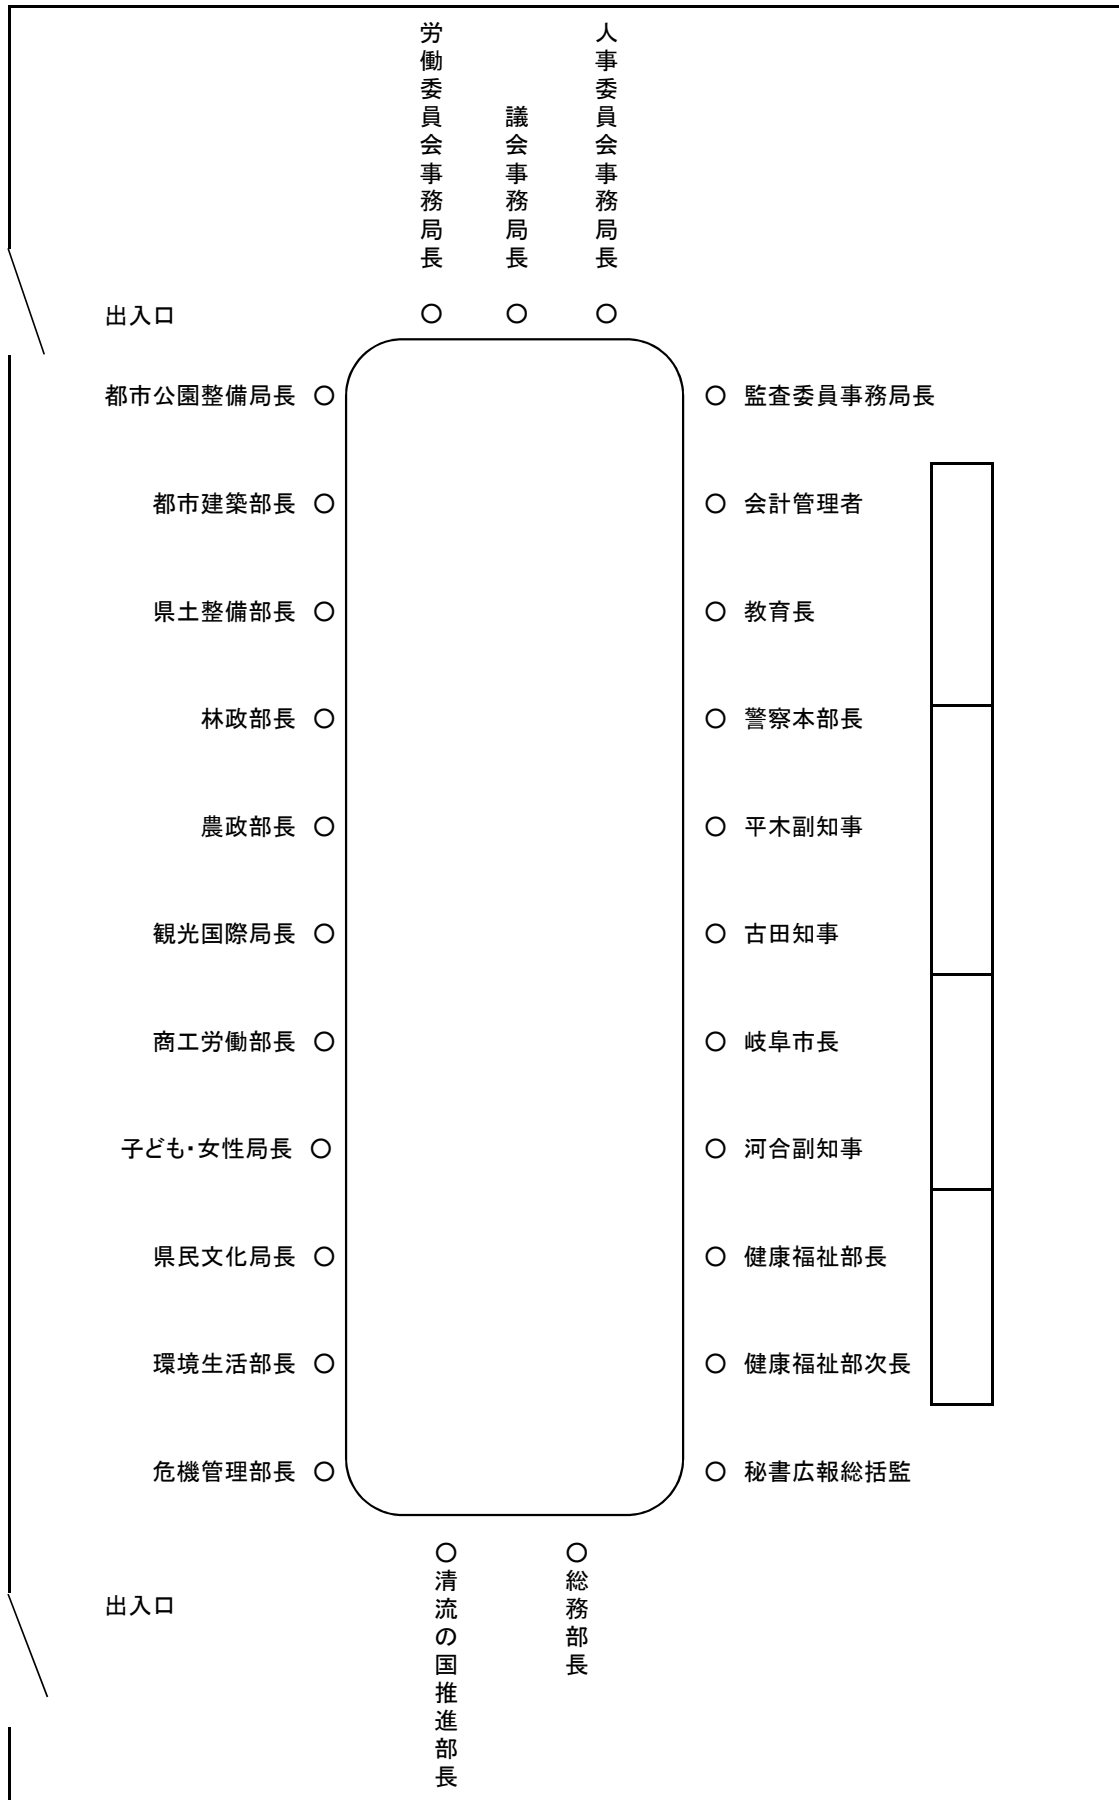 労働委員会事務局長
議会事務局長
人事委員会事務局長
出入口
都市公園整備局長
監査委員事務局長
都市建築部長
会計管理者
県土整備部長
教育長
林政部長
警察本部長
農政部長
平木副知事
観光国際局長
古田知事
商工労働部長
岐阜市長
子ども・女性局長
河合副知事
県民文化局長
健康福祉部長
環境生活部長
健康福祉部次長
危機管理部長
秘書広報総括監
清流の国推進部長
総務部長
出入口